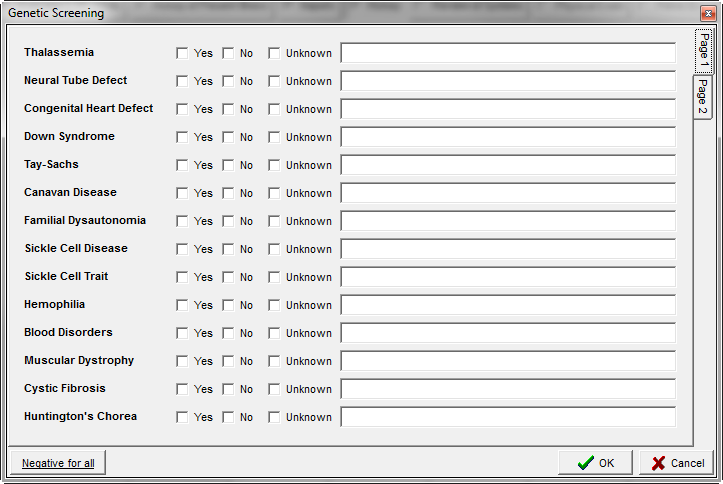 Genetic Screening
Thalassemia Yes No Unknown
Neural Tube Defect Yes No Unknown
Congenital Heart Defect Yes No Unknown
Down Syndrome Yes No Unknown
Tay-Sachs Yes No Unknown
Canavan Disease Yes No Unknown
Familial Dysautonomia Yes No Unknown
Sickle Cell Disease Yes No Unknown
Sickle Cell Trait Yes No Unknown
Hemophilia Yes No Unknown
Blood Disorders Yes No Unknown
Muscular Dystrophy Yes No Unknown
Cystic Fibrosis Yes No Unknown
Huntington's Chorea Yes No Unknown
Page 1
Page 2
Negative for all OK Cancel